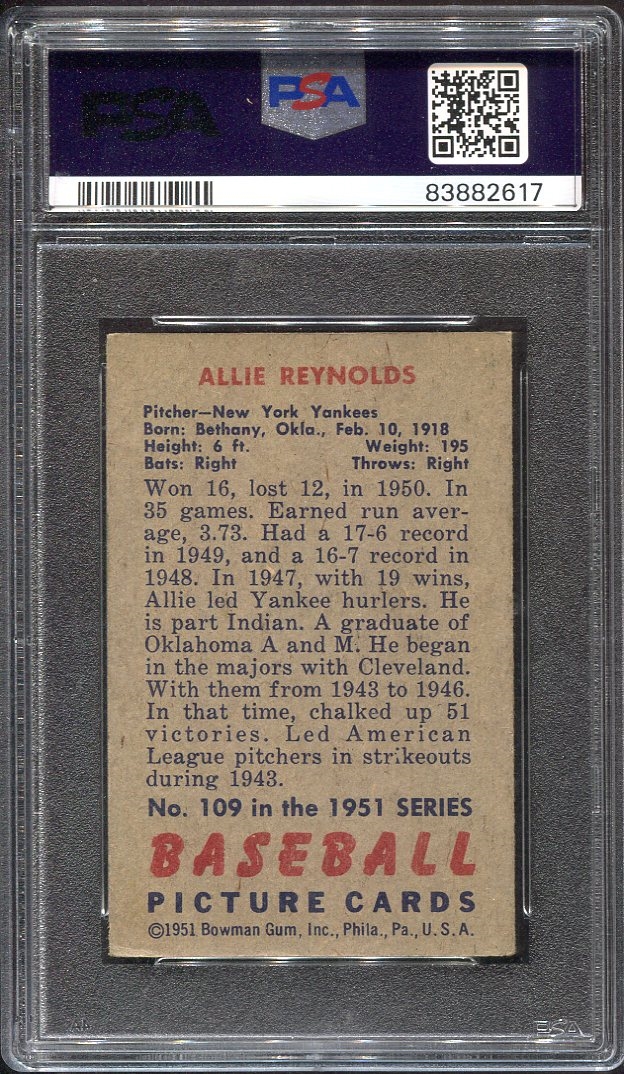 PSA
PSA
83882617
ALLIE REYNOLDS
Pitcher—New York Yankees
Born: Bethany, Okla., Feb. 10, 1918
Height: 6 ft. Weight: 195
Bats: Right Throws: Right
Won 16, lost 12, in 1950. In
35 games. Earned run aver-
age, 3.73. Had a 17-6 record
in 1949, and a 16-7 record in
1948. In 1947, with 19 wins,
Allie led Yankee hurlers. He
is part Indian. A graduate of
Oklahoma A and M. He began
in the majors with Cleveland.
With them from 1943 to 1946.
In that time, chalked up 51
victories. Led American
League pitchers in strikeouts
during 1943.
No. 109 in the 1951 SERIES
BASEBALL
PICTURE CARDS
©1951 Bowman Gum, Inc., Phila., Pa., U.S.A.
PSA